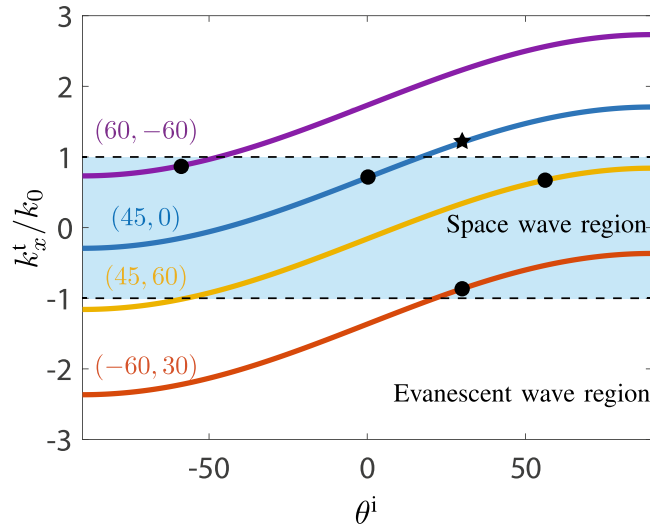 3
2
1
0
-1
-2
-3
k_x^t/k_0
(60, −60)
(45, 0)
Space wave region
(45, 60)
(−60, 30)
Evanescent wave region
-50 0 50
θ^i